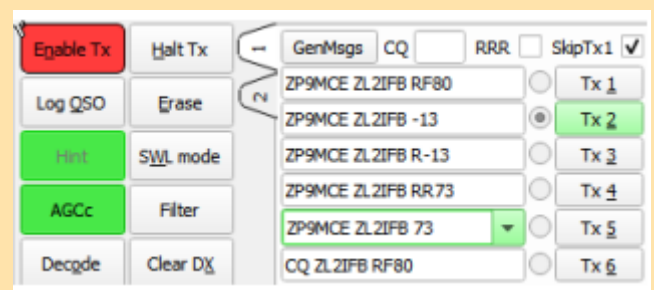 Enable Tx Halt Tx 1 GenMsgs CQ RRR SkipTx1
ZP9MCE ZL2IFB RF80 Tx 1
Log QSO Erase 2
ZP9MCE ZL2IFB -13 Tx 2
Hint SWL mode ZP9MCE ZL2IFB R-13 Tx 3
ZP9MCE ZL2IFB RR73 Tx 4
AGCc Filter
ZP9MCE ZL2IFB 73 Tx 5
Decode Clear DX CQ ZL2IFB RF80 Tx 6